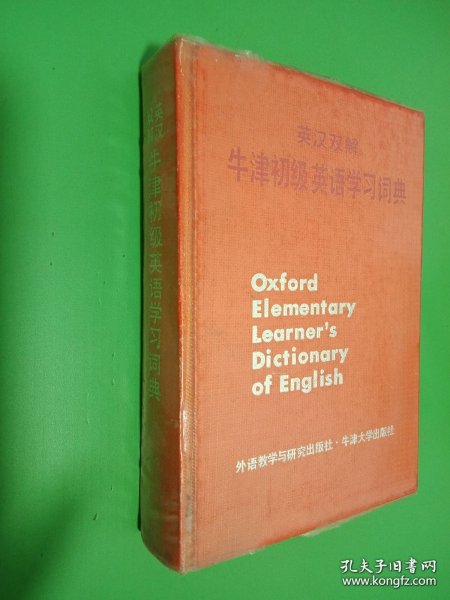 英汉双解
牛津初级英语学习词典
英汉双解
牛津初级英语学习词典
Oxford
Elementary
Learner's
Dictionary
of English
外语教学与研究出版社·牛津大学出版社
孔夫子旧书网
www.kongfz.com